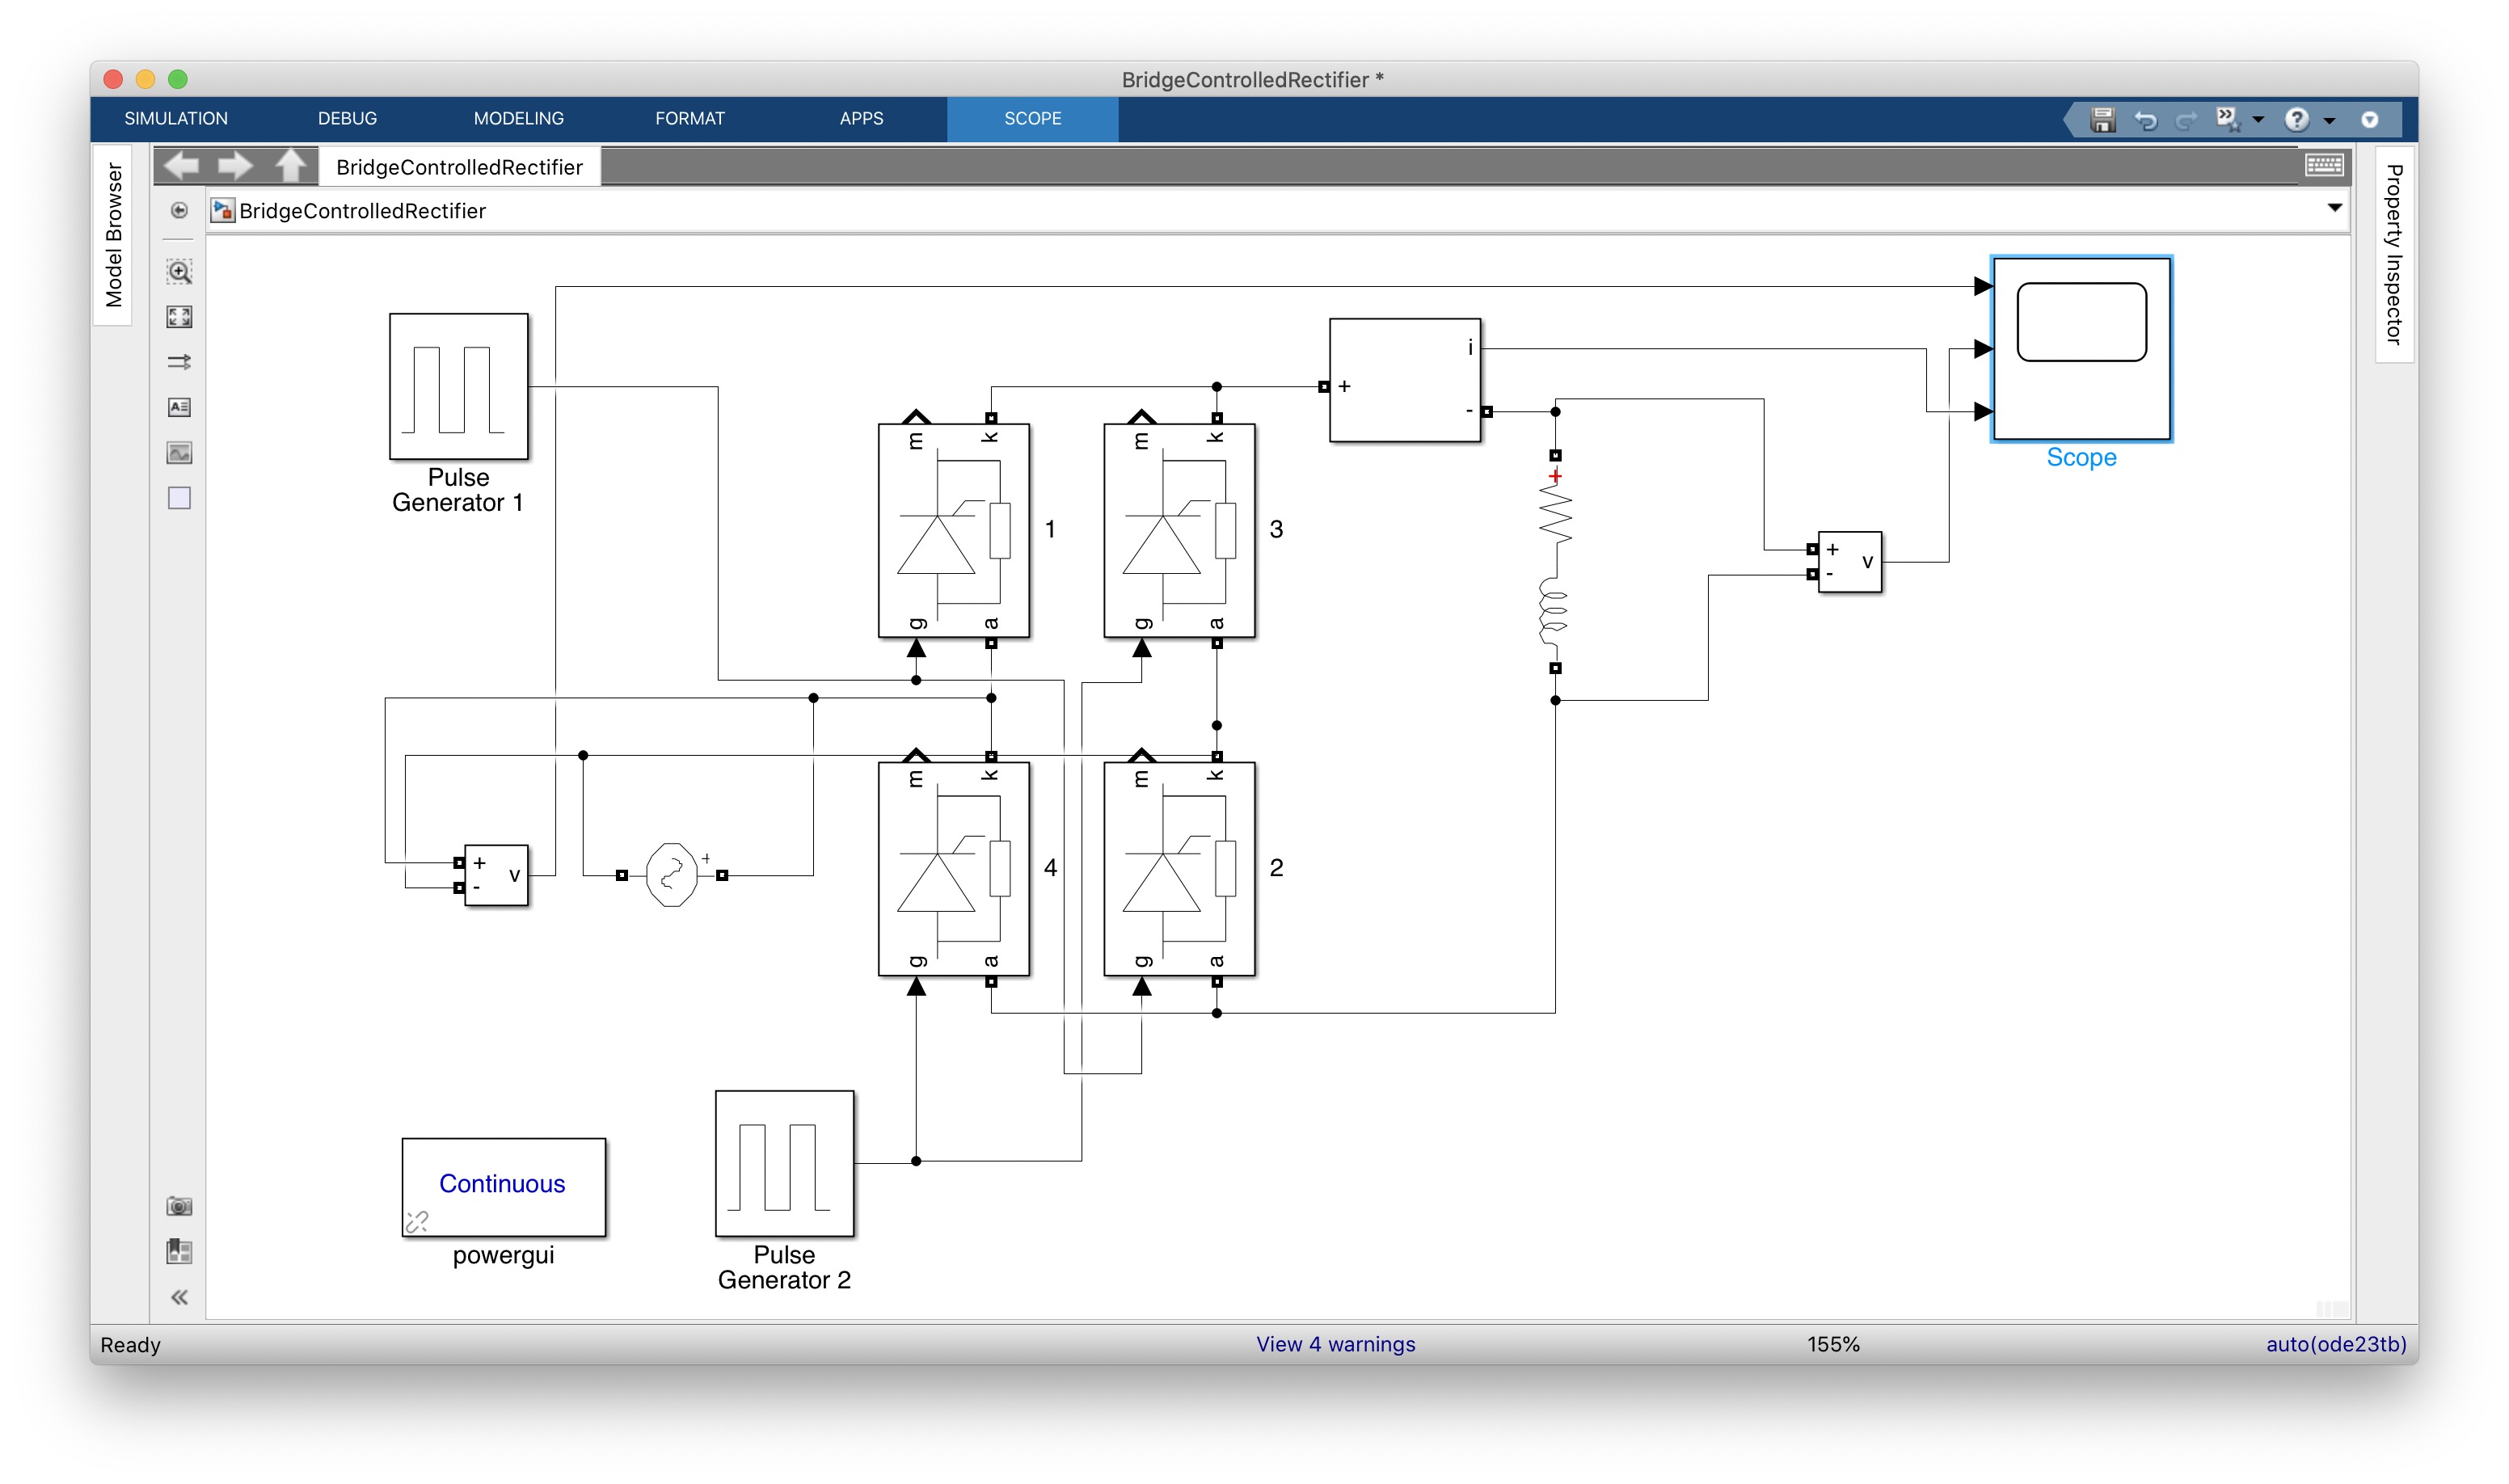 BridgeControlledRectifier *
SIMULATION DEBUG MODELING FORMAT APPS SCOPE
?
Model Browser
BridgeControlledRectifier
Property Inspector
BridgeControlledRectifier
Pulse
Generator 1
i
+
-
Scope
m k
m k
+
1
3
+
- v
g a
g a
m k
m k
+
- v
+
4
2
g a
g a
Continuous
powergui
Pulse
Generator 2
Ready
View 4 warnings
155%
auto(ode23tb)